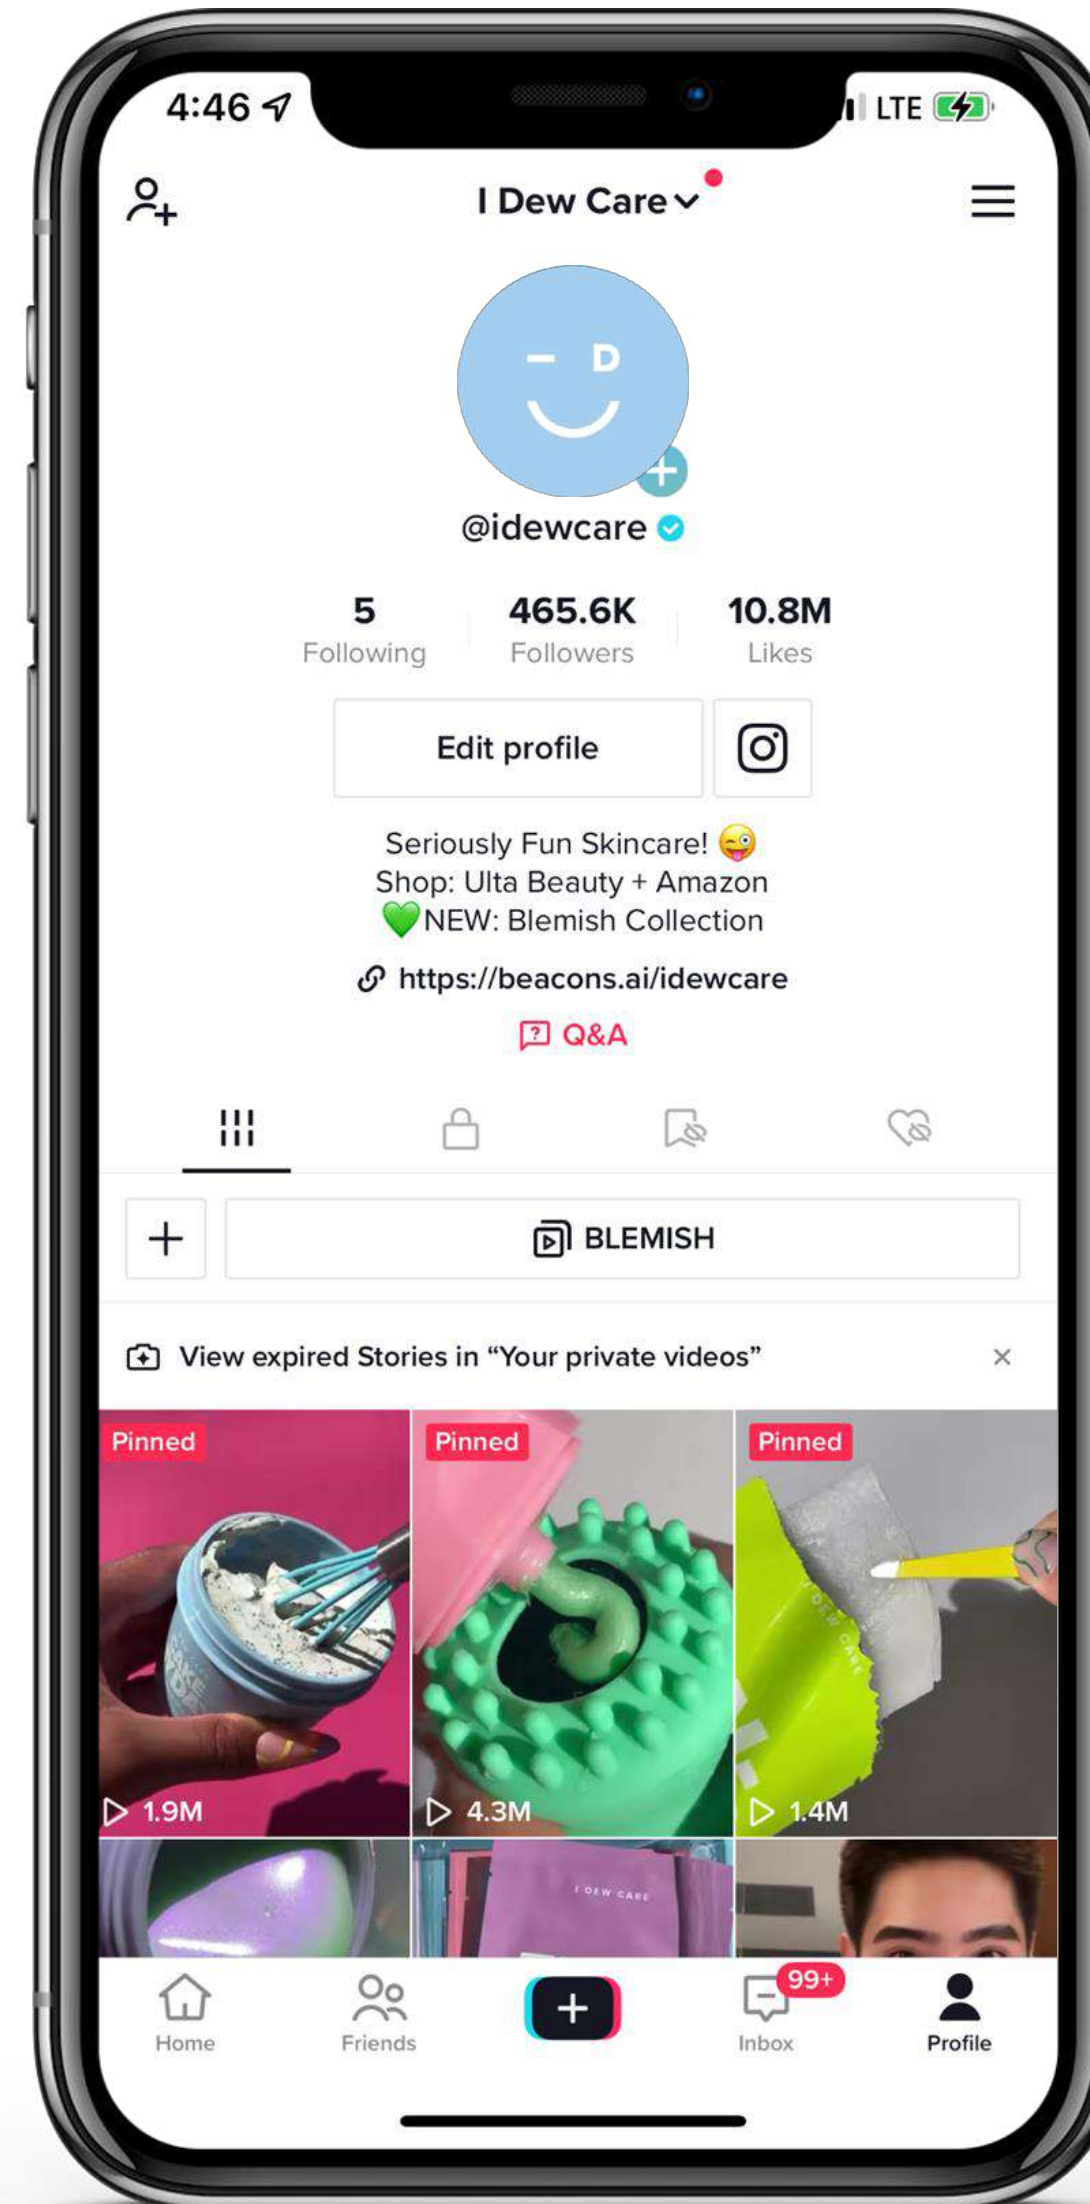 4:46 LTE
I Dew Care
D
@idewcare
5 465.6K 10.8M
Following Followers Likes
Edit profile
Seriously Fun Skincare! 😜
Shop: Ulta Beauty + Amazon
💚NEW: Blemish Collection
https://beacons.ai/idewcare
Q&A
BLEMISH
View expired Stories in “Your private videos”
Pinned Pinned Pinned
I DEW CARE
1.9M 4.3M 1.4M
I DEW CARE
99+
Home Friends Inbox Profile